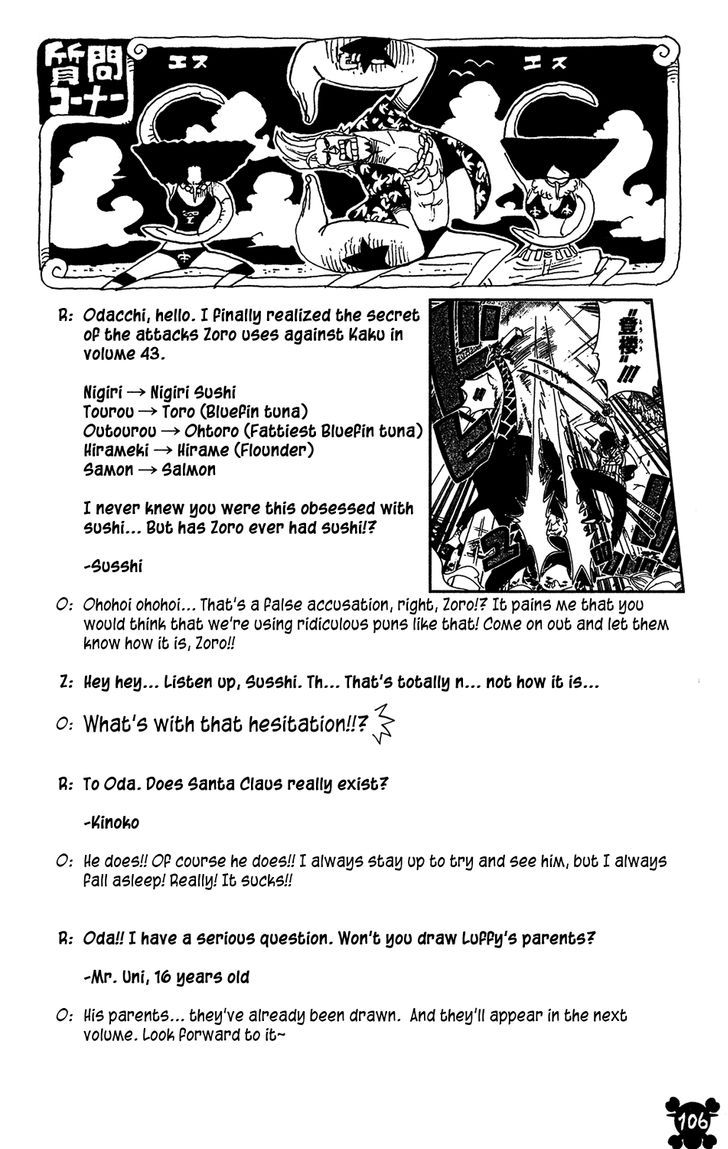 質問
コーナー
エス
エス
R: Odacchi, hello. I finally realized the secret
of the attacks Zoro uses against Kaku in
volume 43.
Nigiri → Nigiri Sushi
Tourou → Toro (Bluefin tuna)
Outourou → Ohtoro (Fattiest Bluefin tuna)
Hirameki → Hirame (Flounder)
Samon → Salmon
I never knew you were this obsessed with
sushi... But has Zoro ever had sushi!?
-Susshi
"登楼"!!!
とうろう
O: Ohohoi ohohoi... That's a false accusation, right, Zoro!? It pains me that you
would think that we're using ridiculous puns like that! Come on out and let them
know how it is, Zoro!!
Z: Hey hey... Listen up, Susshi. Th... That's totally n... not how it is...
O: What's with that hesitation!!?
R: To Oda. Does Santa Claus really exist?
-Kinoko
O: He does!! Of course he does!! I always stay up to try and see him, but I always
fall asleep! Really! It sucks!!
R: Oda!! I have a serious question. Won't you draw Luffy's parents?
-Mr. Uni, 16 years old
O: His parents... they've already been drawn. And they'll appear in the next
volume. Look forward to it~
106